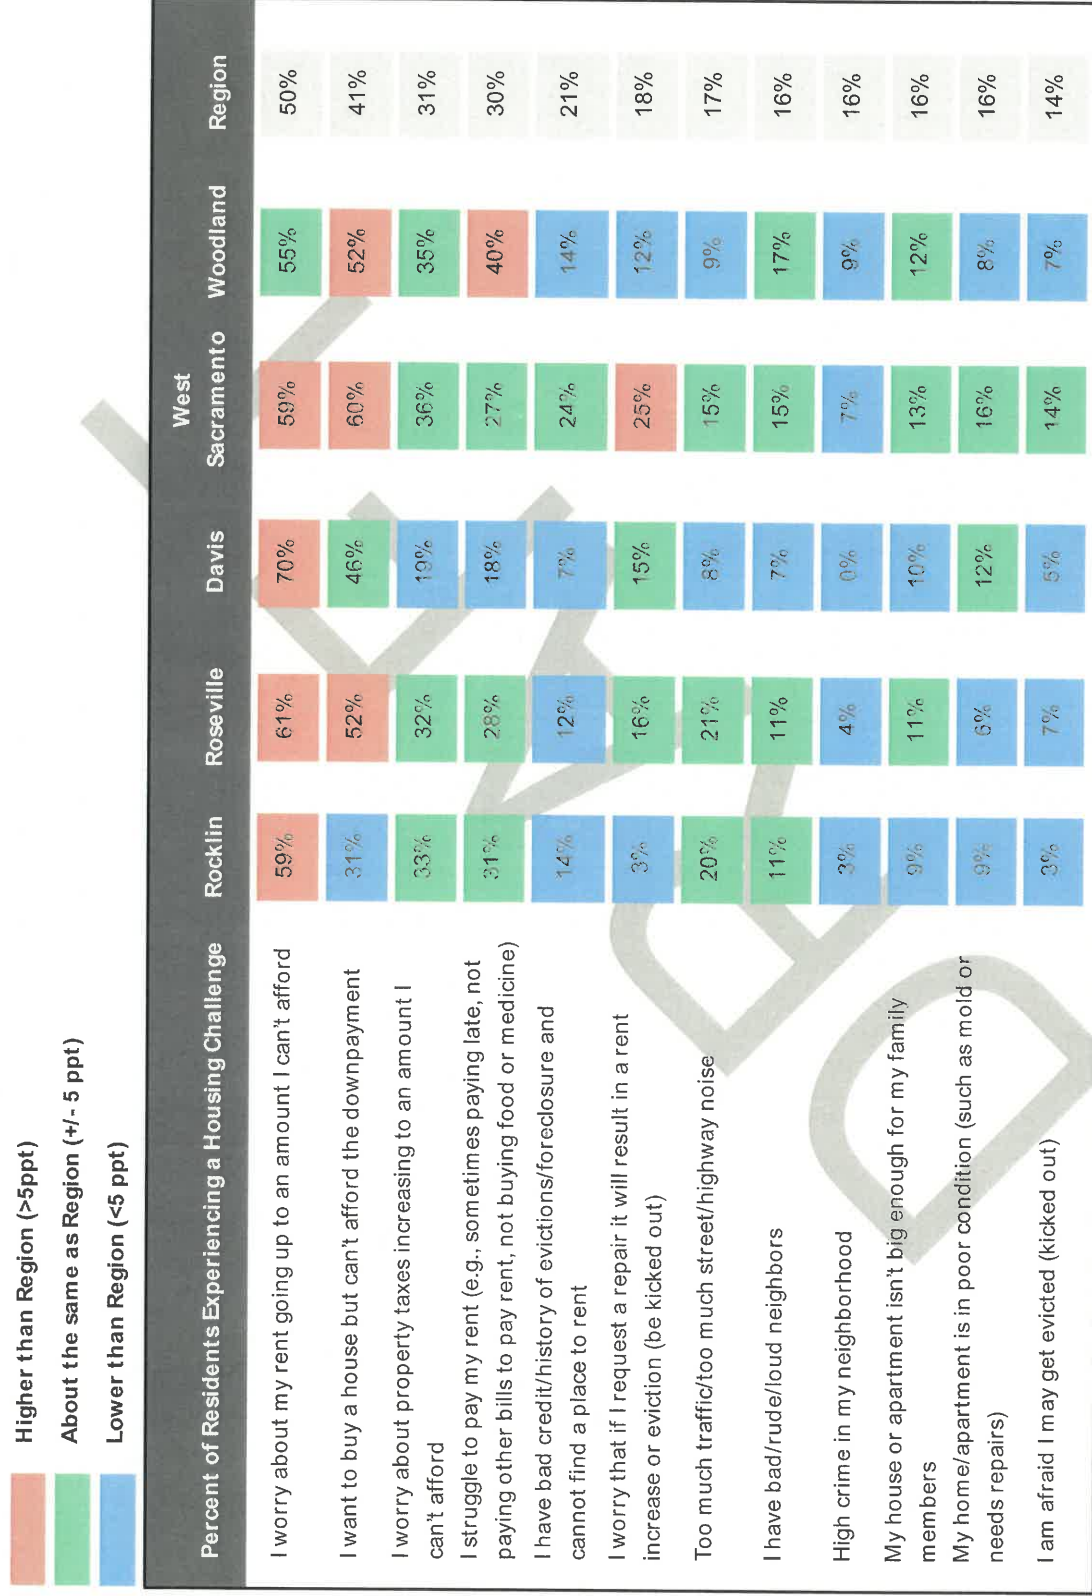 Higher than Region (>5ppt)
About the same as Region (+/- 5 ppt)
Lower than Region (<5 ppt)
Percent of Residents Experiencing a Housing Challenge Rocklin Roseville Davis West Sacramento Woodland Region
I worry about my rent going up to an amount I can't afford 59% 61% 70% 59% 55% 50%
I want to buy a house but can't afford the downpayment 31% 52% 46% 60% 52% 41%
I worry about property taxes increasing to an amount I
can't afford 33% 32% 19% 36% 35% 31%
I struggle to pay my rent (e.g., sometimes paying late, not
paying other bills to pay rent, not buying food or medicine) 31% 28% 18% 27% 40% 30%
I have bad credit/history of evictions/foreclosure and
cannot find a place to rent 14% 12% 7% 24% 14% 21%
I worry that if I request a repair it will result in a rent
increase or eviction (be kicked out) 3% 16% 15% 25% 12% 18%
Too much traffic/too much street/highway noise 20% 21% 8% 15% 9% 17%
I have bad/rude/loud neighbors 11% 11% 7% 15% 17% 16%
High crime in my neighborhood 3% 4% 0% 7% 9% 16%
My house or apartment isn't big enough for my family
members 9% 11% 10% 13% 12% 16%
My home/apartment is in poor condition (such as mold or
needs repairs) 9% 6% 12% 16% 8% 16%
I am afraid I may get evicted (kicked out) 3% 7% 5% 14% 7% 14%
DRAFT